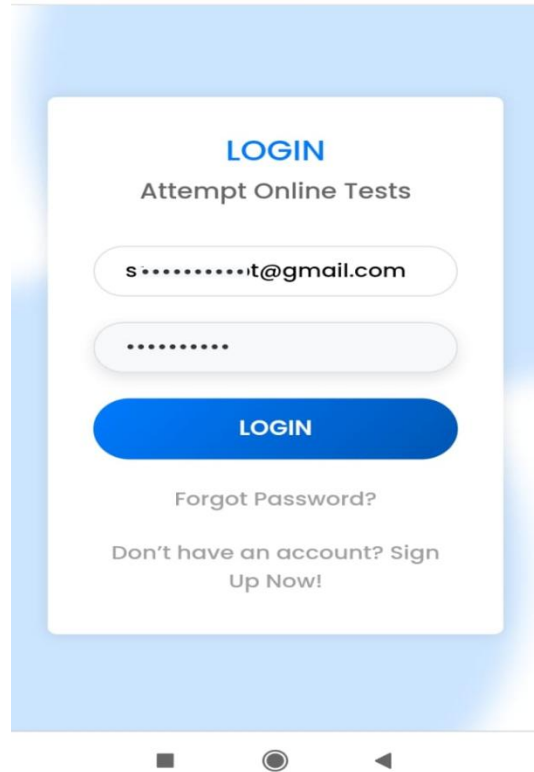 LOGIN
Attempt Online Tests
s···········t@gmail.com
··········
LOGIN
Forgot Password?
Don’t have an account? Sign
Up Now!